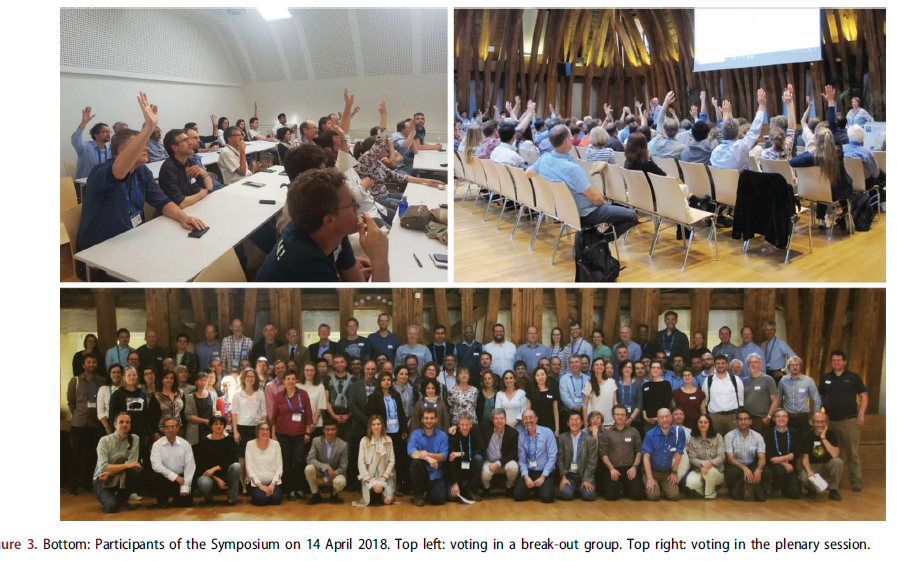 ure 3. Bottom: Participants of the Symposium on 14 April 2018. Top left: voting in a break-out group. Top right: voting in the plenary session.